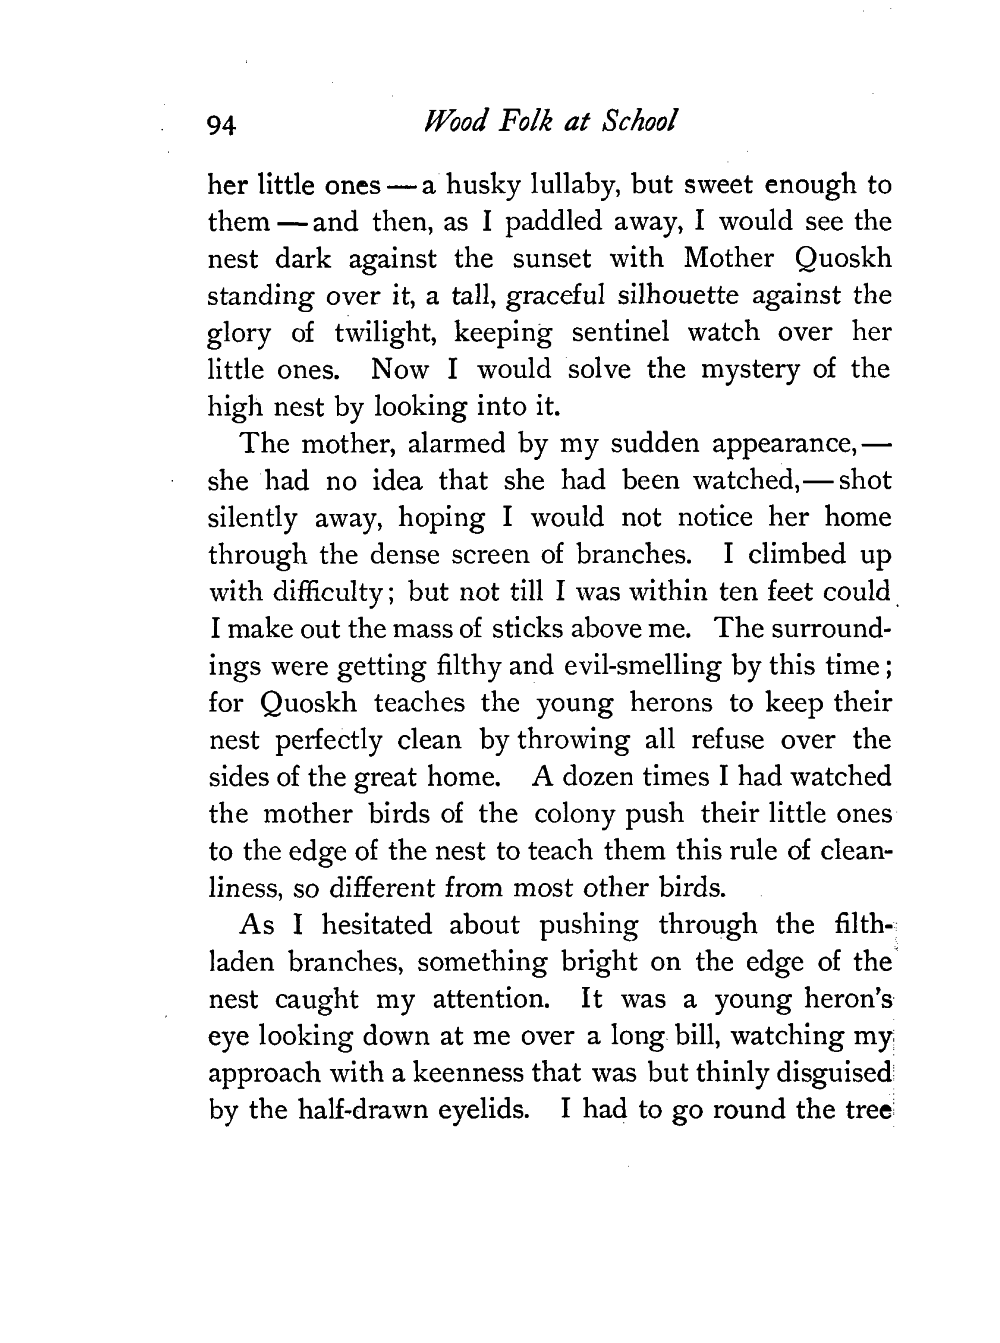 94 Wood Folk at School
her little ones — a husky lullaby, but sweet enough to
them — and then, as I paddled away, I would see the
nest dark against the sunset with Mother Quoskh
standing over it, a tall, graceful silhouette against the
glory of twilight, keeping sentinel watch over her
little ones. Now I would solve the mystery of the
high nest by looking into it.
The mother, alarmed by my sudden appearance, —
she had no idea that she had been watched, — shot
silently away, hoping I would not notice her home
through the dense screen of branches. I climbed up
with difficulty; but not till I was within ten feet could
I make out the mass of sticks above me. The surround-
ings were getting filthy and evil-smelling by this time;
for Quoskh teaches the young herons to keep their
nest perfectly clean by throwing all refuse over the
sides of the great home. A dozen times I had watched
the mother birds of the colony push their little ones
to the edge of the nest to teach them this rule of clean-
liness, so different from most other birds.
As I hesitated about pushing through the filth-
laden branches, something bright on the edge of the
nest caught my attention. It was a young heron's
eye looking down at me over a long bill, watching my
approach with a keenness that was but thinly disguised
by the half-drawn eyelids. I had to go round the tree